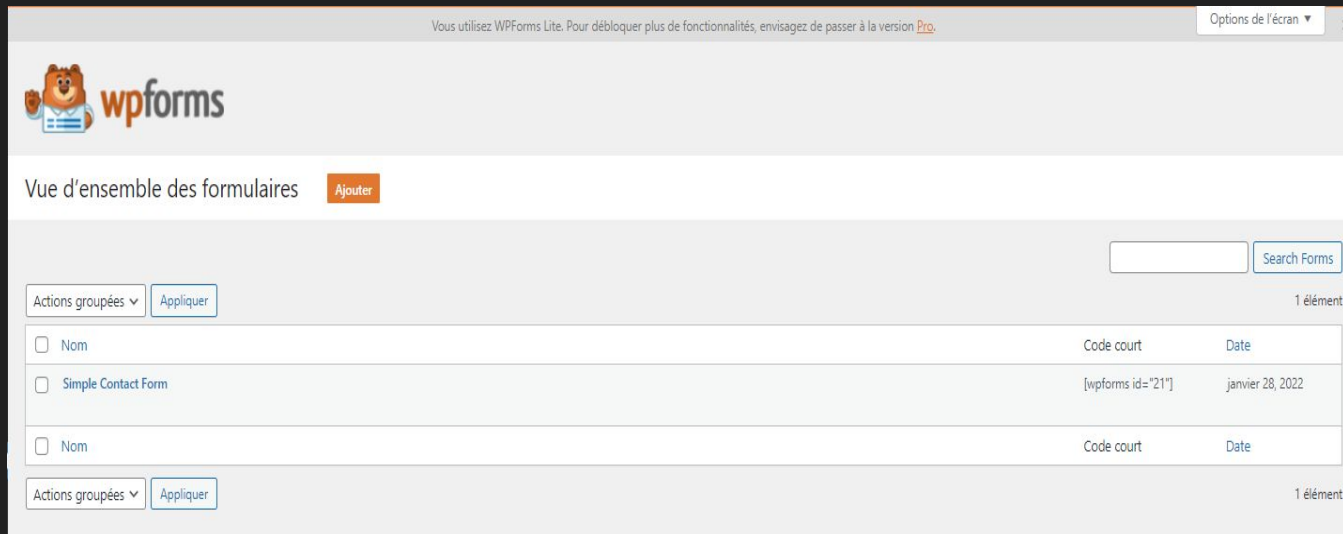 Vous utilisez WPForms Lite. Pour débloquer plus de fonctionnalités, envisagez de passer à la version Pro.
Options de l'écran ▼
wpforms
Vue d'ensemble des formulaires
Ajouter
Search Forms
Actions groupées
Appliquer
1 élément
Nom
Code court
Date
Simple Contact Form
[wpforms id="21"]
janvier 28, 2022
Nom
Code court
Date
Actions groupées
Appliquer
1 élément